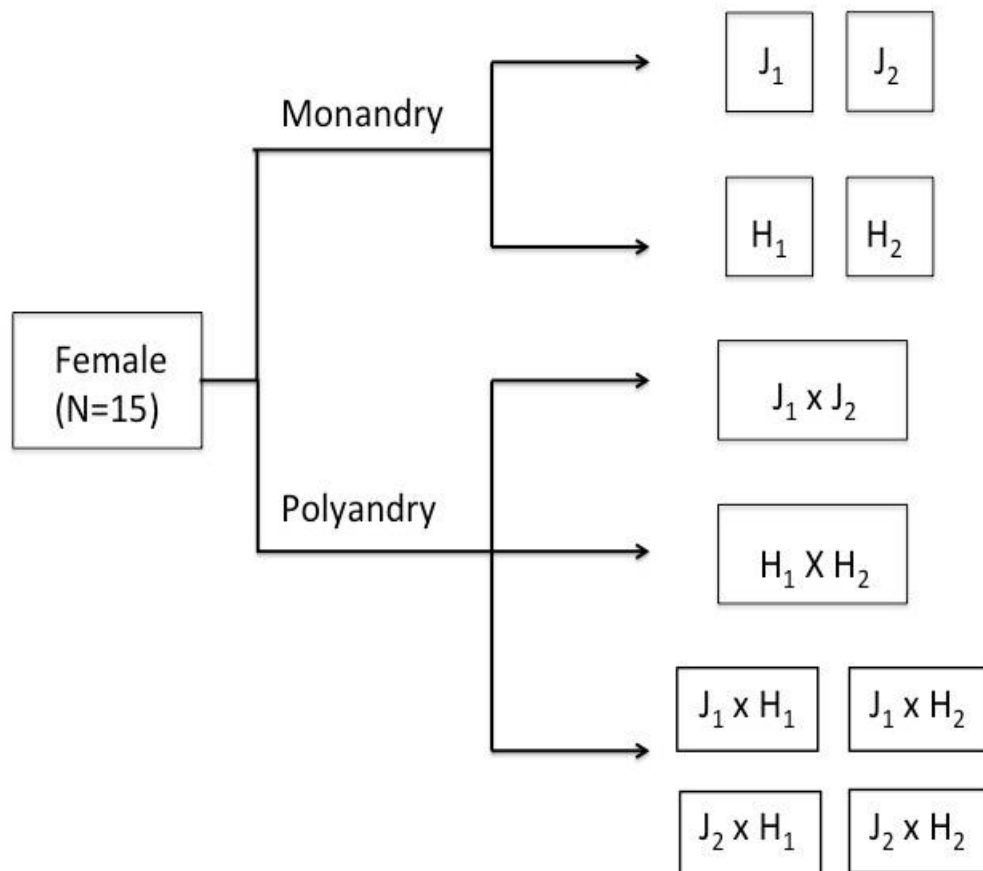 Monandry
J₁ J₂
H₁ H₂
Female
(N=15)
J₁ x J₂
Polyandry
H₁ X H₂
J₁ x H₁ J₁ x H₂
J₂ x H₁ J₂ x H₂